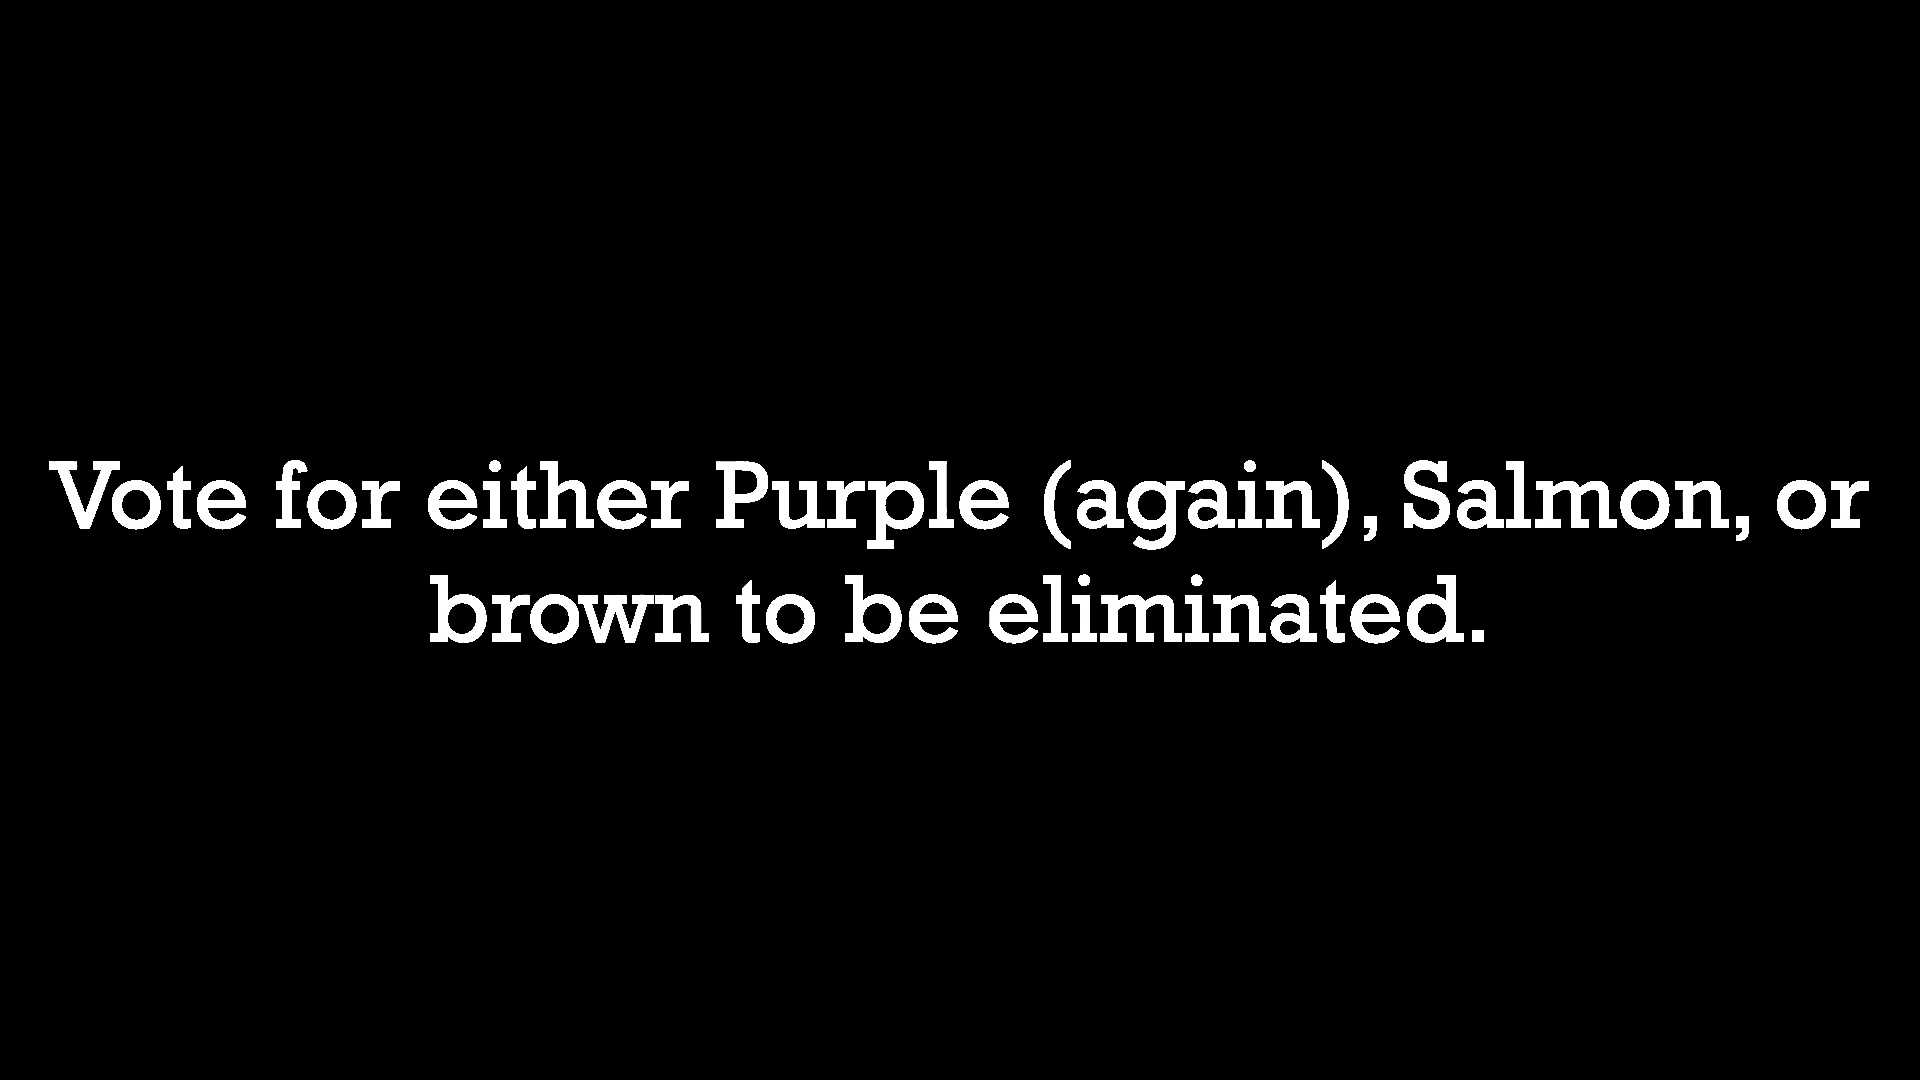 Vote for either Purple (again), Salmon, or
brown to be eliminated.